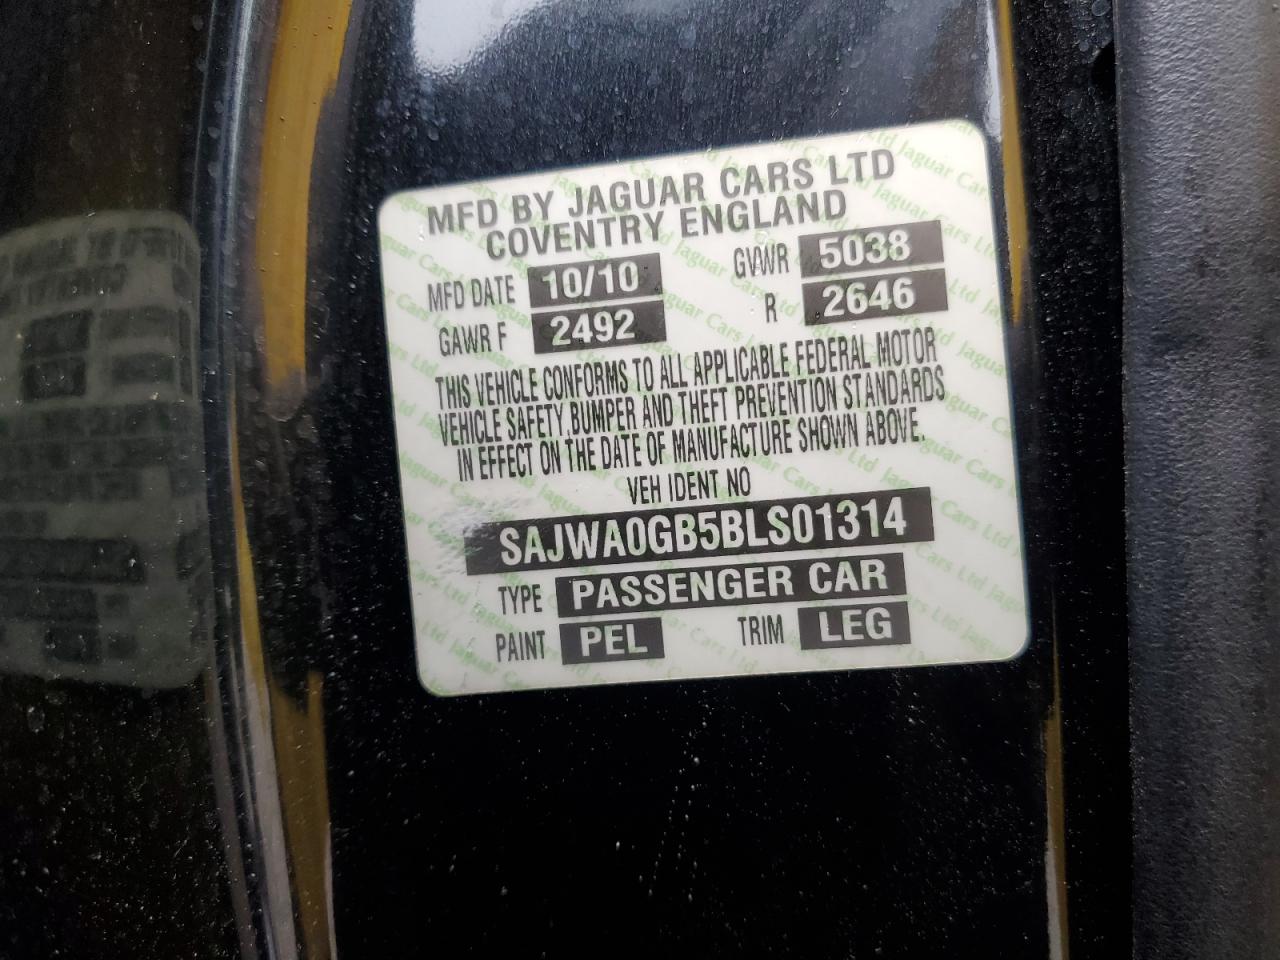 MFD BY JAGUAR CARS LTD
COVENTRY ENGLAND
MFD DATE 10/10 GVWR 5038
GAWR F 2492 R 2646
THIS VEHICLE CONFORMS TO ALL APPLICABLE FEDERAL MOTOR
VEHICLE SAFETY, BUMPER AND THEFT PREVENTION STANDARDS
IN EFFECT ON THE DATE OF MANUFACTURE SHOWN ABOVE.
VEH IDENT NO
SAJWA0GB5BLS01314
TYPE PASSENGER CAR
PAINT PEL TRIM LEG